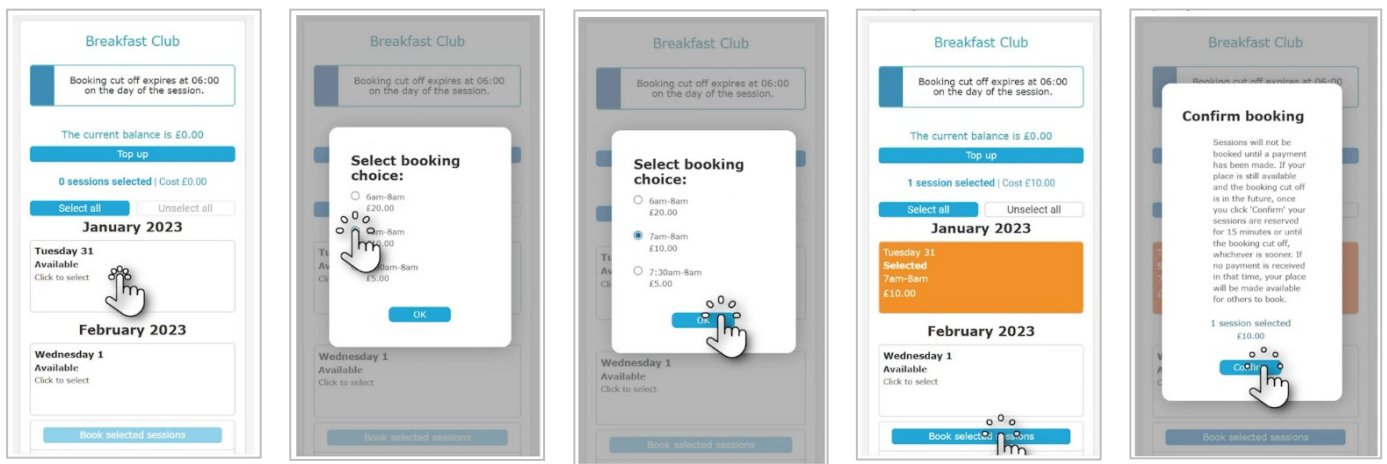 Breakfast Club
Booking cut off expires at 06:00
on the day of the session.
The current balance is £0.00
Top up
0 sessions selected | Cost £0.00
Select all
Unselect all
January 2023
Tuesday 31
Available
Click to select
February 2023
Wednesday 1
Available
Click to select
Book selected sessions
Breakfast Club
Booking cut off expires at 06:00
on the day of the session.
Select booking
choice:
6am-8am
£20.00
£5.00
OK
Wednesday 1
Available
Click to select
Book selected sessions
Breakfast Club
Booking cut off expires at 06:00
on the day of the session.
Select booking
choice:
6am-8am
£20.00
7am-8am
£10.00
7:30am-8am
£5.00
OK
Wednesday 1
Available
Click to select
Book selected sessions
Breakfast Club
Booking cut off expires at 06:00
on the day of the session.
The current balance is £0.00
Top up
1 session selected | Cost £10.00
Select all
Unselect all
January 2023
Tuesday 31
Selected
7am-8am
£10.00
February 2023
Wednesday 1
Available
Click to select
Book selected sessions
Breakfast Club
Booking cut off expires at 06:00
Confirm booking
Sessions will not be
booked until a payment
has been made. If your
place is still available
and the booking cut off
is in the future, once
you click 'Confirm' your
sessions are reserved
for 15 minutes or until
the booking cut off,
whichever is sooner. If
no payment is received
in that time, your place
will be made available
for others to book.
1 session selected
£10.00
Confirm
Book selected sessions